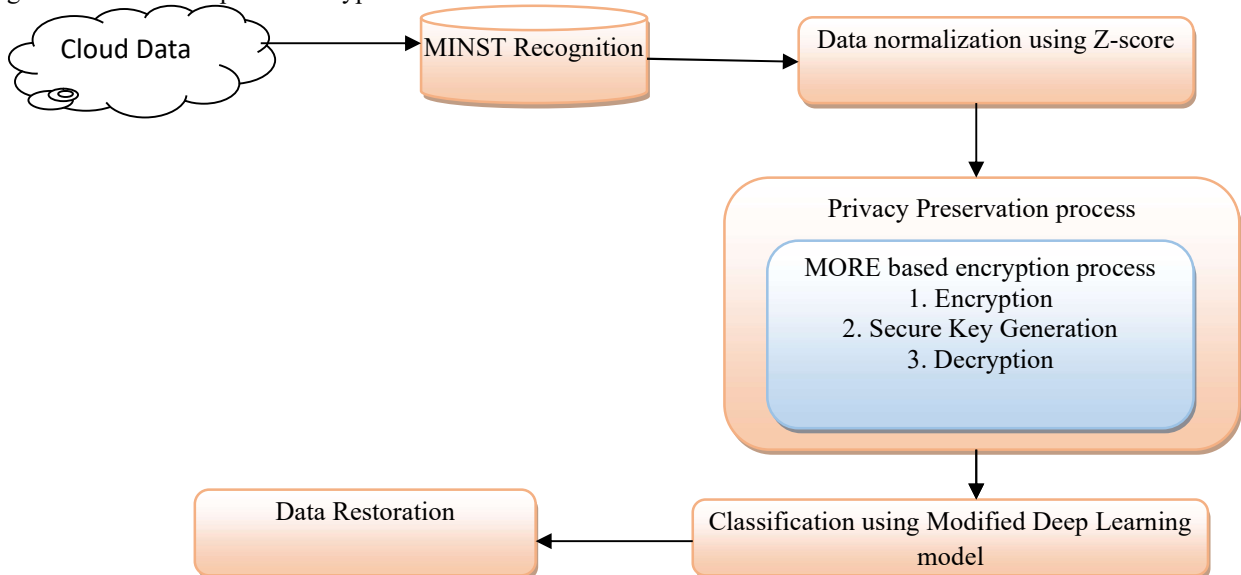 Cloud Data
MINST Recognition
Data normalization using Z-score
Privacy Preservation process
MORE based encryption process
1. Encryption
2. Secure Key Generation
3. Decryption
Data Restoration
Classification using Modified Deep Learning
model